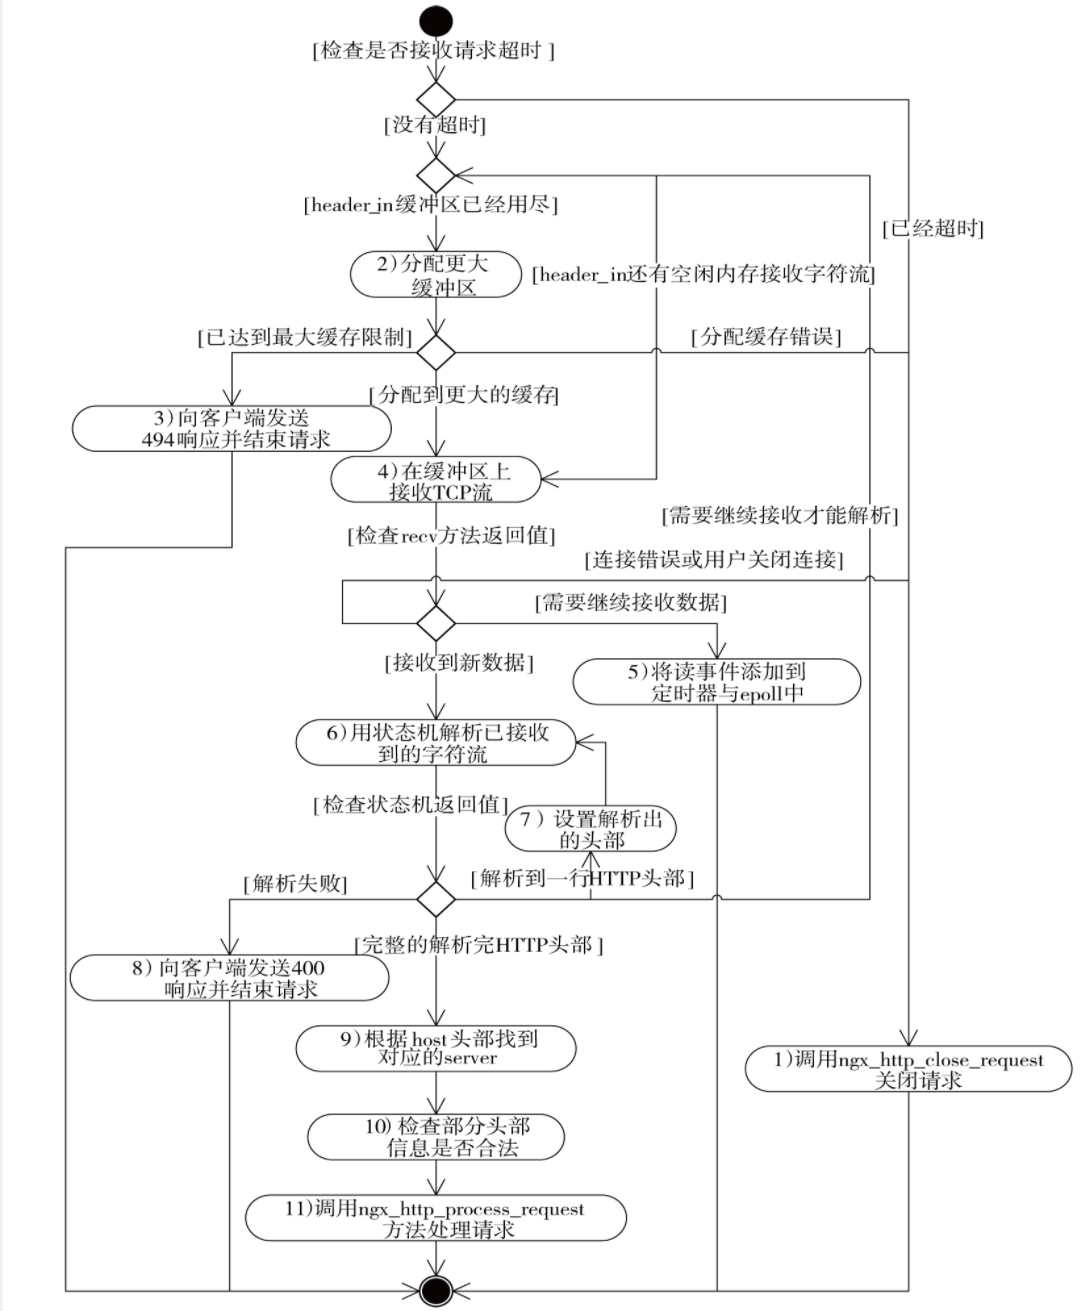 [检查是否接收请求超时 ]
[没有超时]
[header_in缓冲区已经用尽]
[已经超时]
2)分配更大
缓冲区
[header_in还有空闲内存接收字符流]
[已达到最大缓存限制]
[分配缓存错误]
[分配到更大的缓存]
3)向客户端发送
494响应并结束请求
4)在缓冲区上
接收TCP流
[需要继续接收才能解析]
[检查recv方法返回值]
[连接错误或用户关闭连接]
[需要继续接收数据]
[接收到新数据]
5)将读事件添加到
定时器与epoll中
6)用状态机解析已接收
到的字符流
[检查状态机返回值]
7) 设置解析出
的头部
[解析失败]
[解析到一行HTTP头部]
[完整的解析完HTTP头部 ]
8) 向客户端发送400
响应并结束请求
9)根据host头部找到
对应的server
1)调用ngx_http_close_request
关闭请求
10) 检查部分头部
信息是否合法
11)调用ngx_http_process_request
方法处理请求